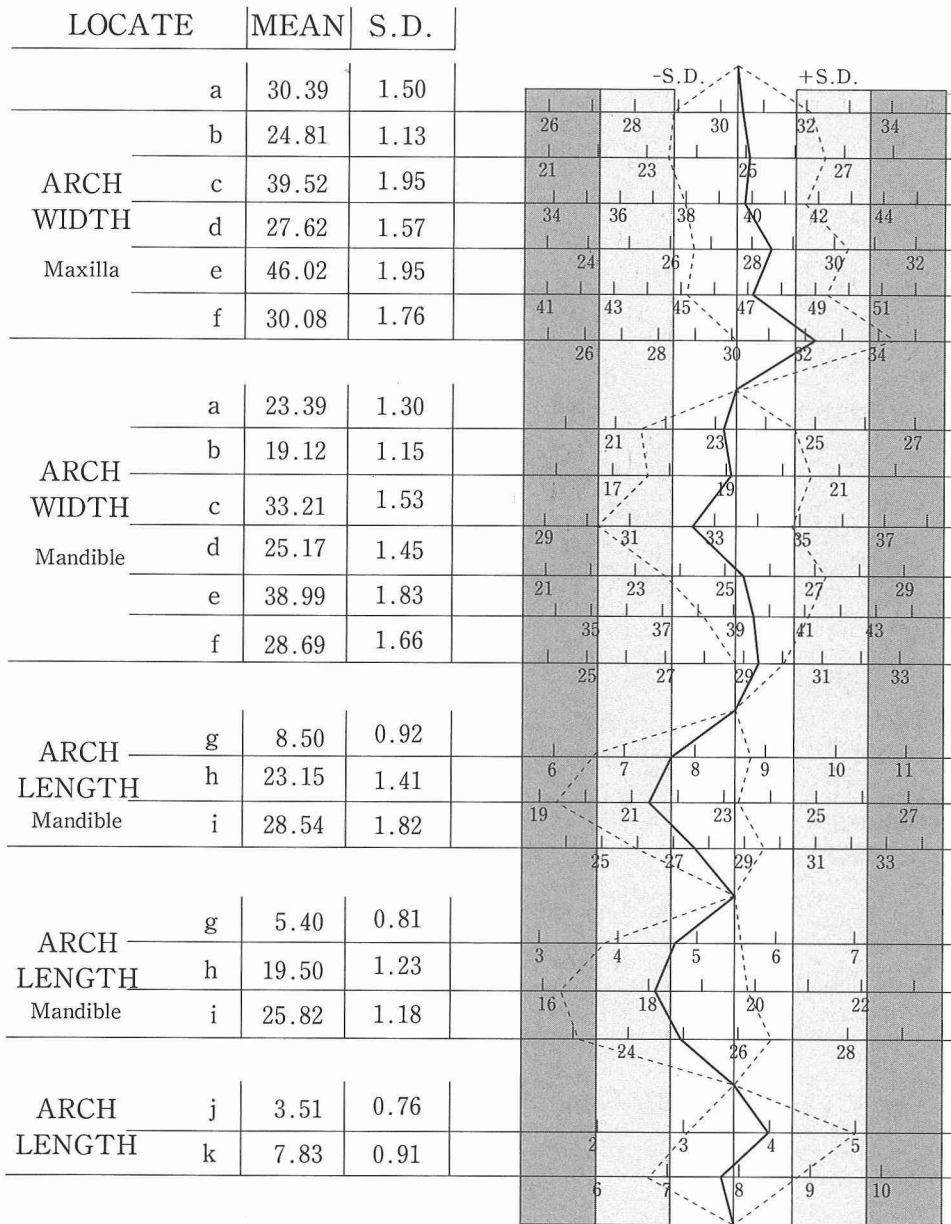 LOCATE MEAN S.D.
-S.D. +S.D.
a 30.39 1.50
26 28 30 32 34
b 24.81 1.13
21 23 25 27
ARCH WIDTH Maxilla
c 39.52 1.95
34 36 38 40 42 44
d 27.62 1.57
24 26 28 30 32
e 46.02 1.95
41 43 45 47 49 51
f 30.08 1.76
26 28 30 32 34
a 23.39 1.30
21 23 25 27
b 19.12 1.15
17 19 21
ARCH WIDTH Mandible
c 33.21 1.53
29 31 33 35 37
d 25.17 1.45
21 23 25 27 29
e 38.99 1.83
35 37 39 41 43
f 28.69 1.66
25 27 29 31 33
ARCH LENGTH Mandible
g 8.50 0.92
6 7 8 9 10 11
h 23.15 1.41
19 21 23 25 27
i 28.54 1.82
25 27 29 31 33
ARCH LENGTH Mandible
g 5.40 0.81
3 4 5 6 7
h 19.50 1.23
16 18 20 22
i 25.82 1.18
24 26 28
ARCH LENGTH
j 3.51 0.76
2 3 4 5
k 7.83 0.91
6 7 8 9 10